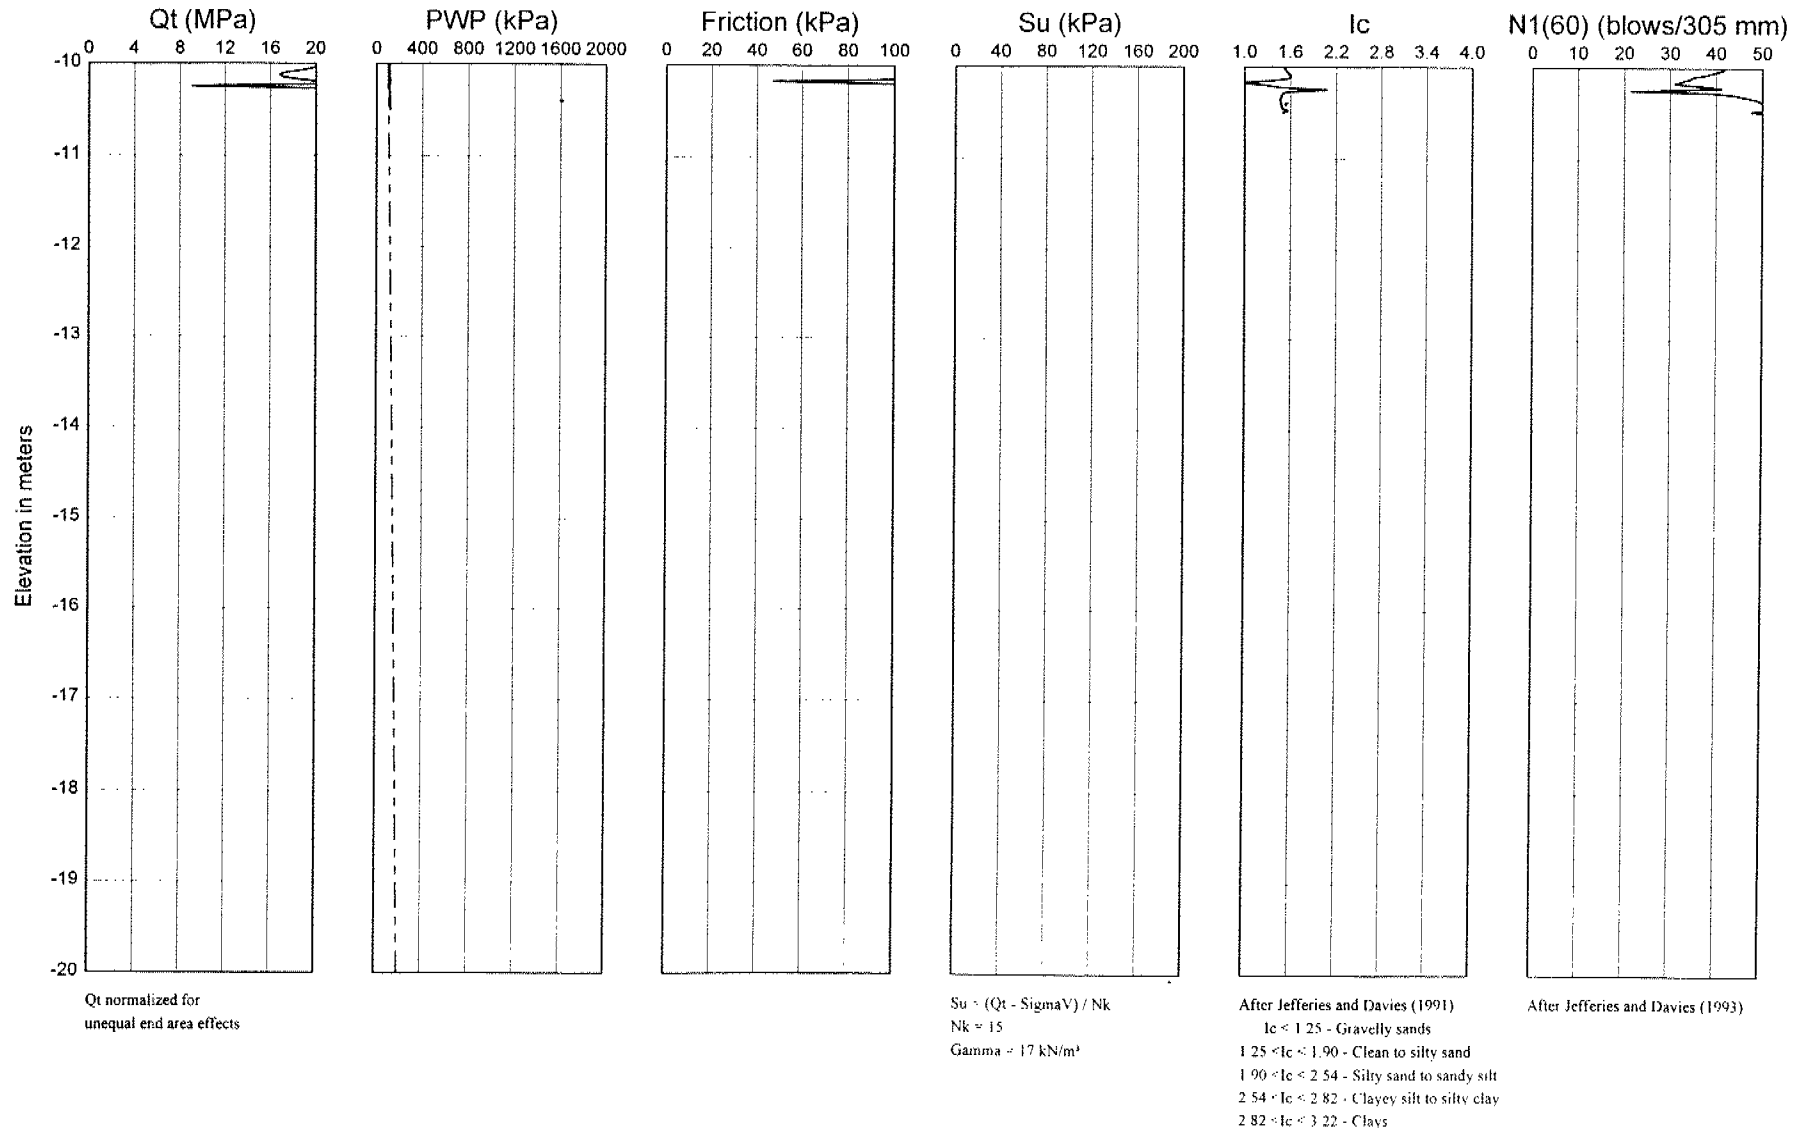 Qt (MPa) PWP (kPa) Friction (kPa) Su (kPa) Ic N1(60) (blows/305 mm)
0 4 8 12 16 20 0 400 800 1200 1600 2000 0 20 40 60 80 100 0 40 80 120 160 200 1.0 1.6 2.2 2.8 3.4 4.0 0 10 20 30 40 50
-10
-11
-12
-13
-14
-15
-16
-17
-18
-19
-20
Elevation in meters
Qt normalized for
unequal end area effects
Su = (Qt - SigmaV) / Nk
Nk = 15
Gamma = 17 kN/m³
After Jefferies and Davies (1991)
Ic < 1 25 - Gravelly sands
1 25 <Ic < 1.90 - Clean to silty sand
1 90 <Ic < 2 54 - Silty sand to sandy silt
2 54 < Ic < 2 82 - Clayey silt to silty clay
2 82 <Ic < 3 22 - Clays
After Jefferies and Davies (1993)